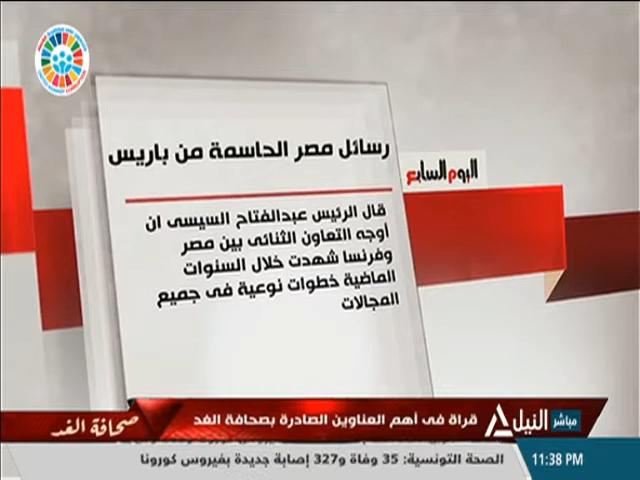 رسائل مصر الحاسمة من باريس
اليوم السابع
قال الرئيس عبدالفتاح السيسى ان
أوجه التعاون الثنائى بين مصر
وفرنسا شهدت خلال السنوات
الماضية خطوات نوعية فى جميع
المجالات
مباشر النيل
قراة فى أهم العناوين الصادرة بصحافة الغد
صحافة الغد
11:38 PM
الصحة التونسية: 35 وفاة و327 إصابة جديدة بفيروس كورونا